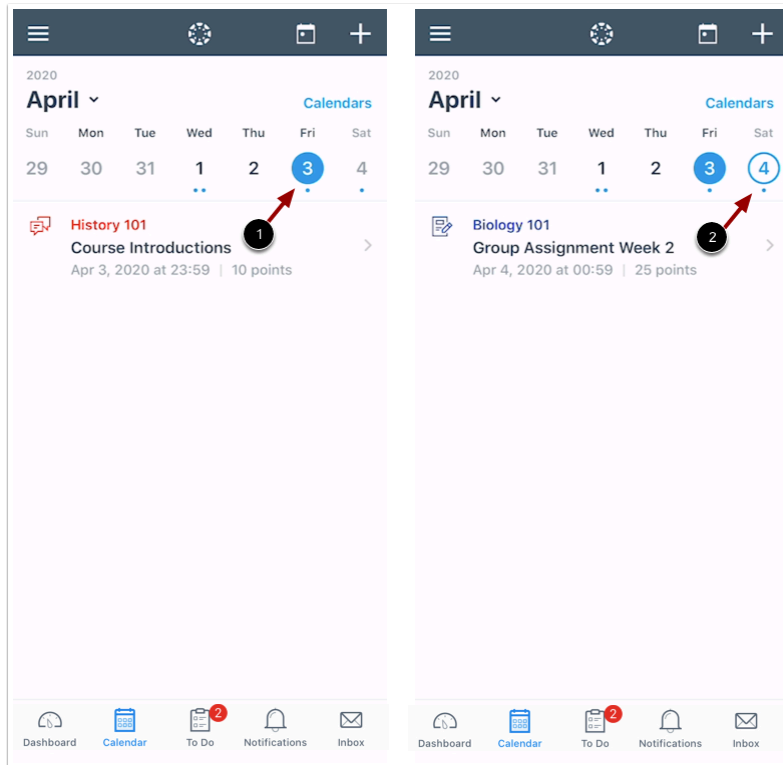 2020
April
Calendars
Sun Mon Tue Wed Thu Fri Sat
29 30 31 1 2 3 4
History 101
1
Course Introductions
Apr 3, 2020 at 23:59 | 10 points
Dashboard Calendar To Do 2 Notifications Inbox
2020
April
Calendars
Sun Mon Tue Wed Thu Fri Sat
29 30 31 1 2 3 4
Biology 101
2
Group Assignment Week 2
Apr 4, 2020 at 00:59 | 25 points
Dashboard Calendar To Do 2 Notifications Inbox